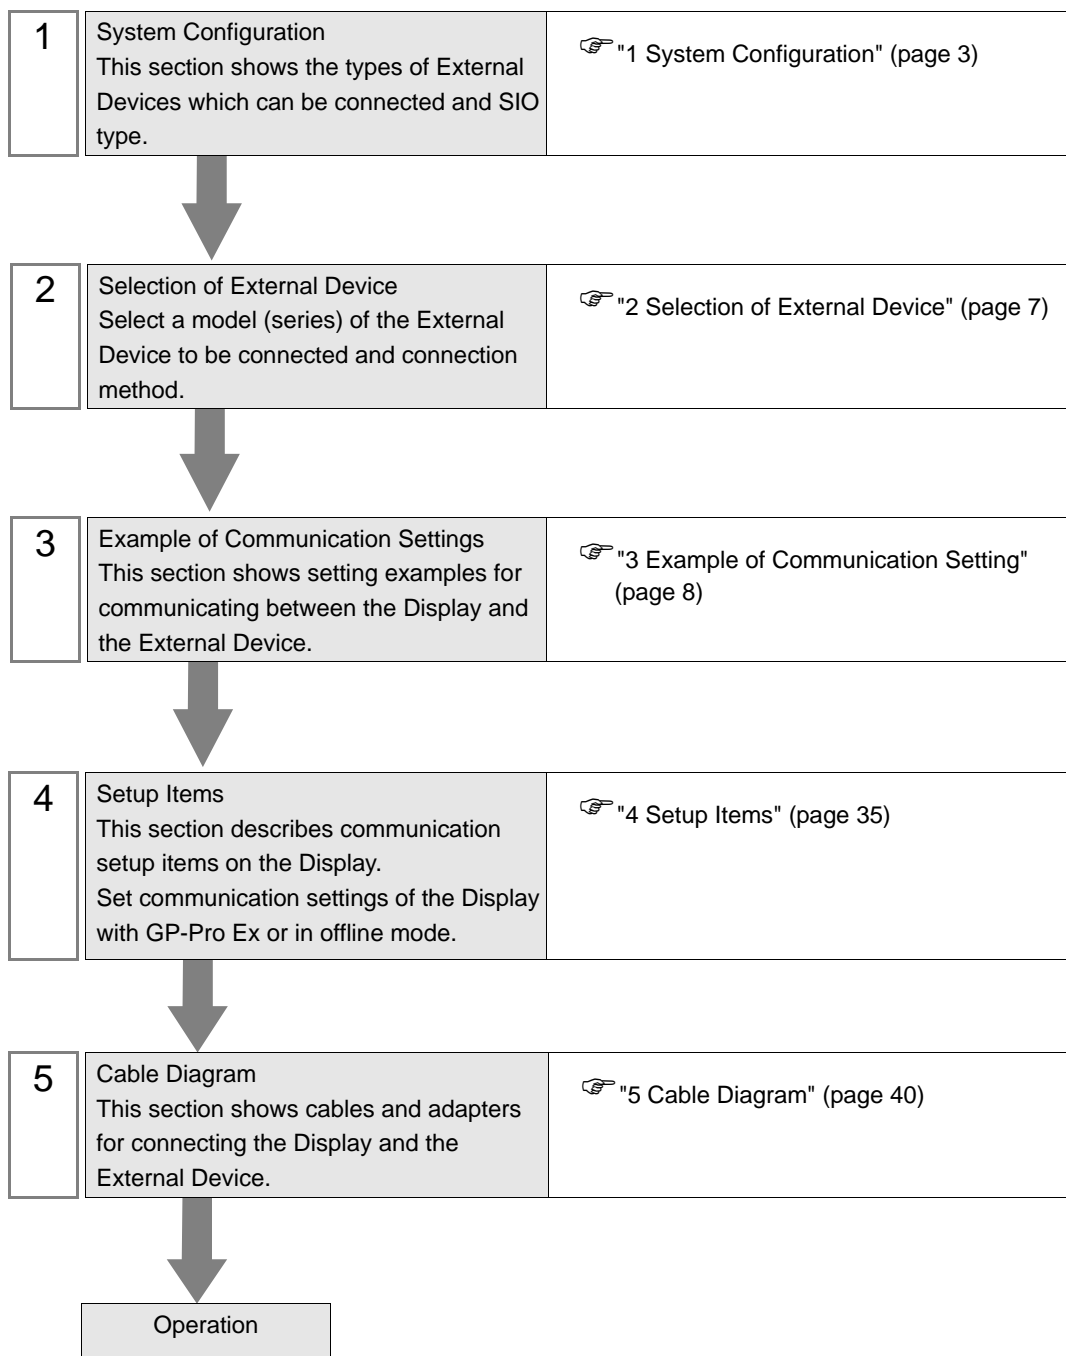 1
System Configuration
This section shows the types of External
Devices which can be connected and SIO
type.
"1 System Configuration" (page 3)
2
Selection of External Device
Select a model (series) of the External
Device to be connected and connection
method.
"2 Selection of External Device" (page 7)
3
Example of Communication Settings
This section shows setting examples for
communicating between the Display and
the External Device.
"3 Example of Communication Setting"
(page 8)
4
Setup Items
This section describes communication
setup items on the Display.
Set communication settings of the Display
with GP-Pro Ex or in offline mode.
"4 Setup Items" (page 35)
5
Cable Diagram
This section shows cables and adapters
for connecting the Display and the
External Device.
"5 Cable Diagram" (page 40)
Operation